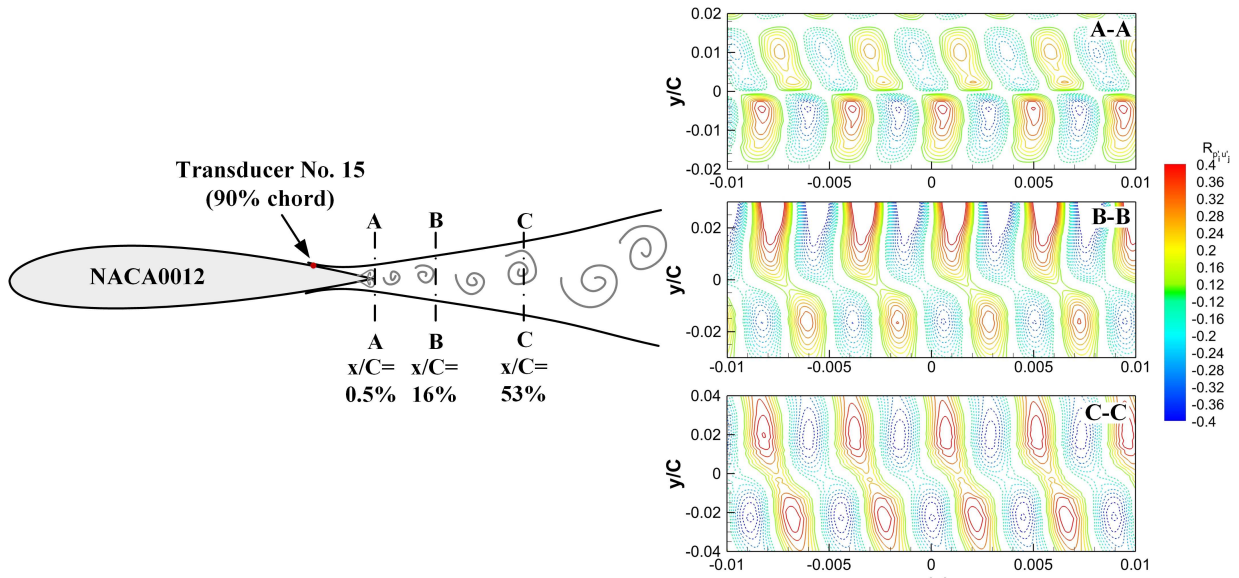 Transducer No. 15
(90% chord)
NACA0012
A
B
C
A
B
C
x/C=
x/C=
x/C=
0.5%
16%
53%
A-A
y/C
0.02
0.01
0
-0.01
-0.02
-0.01
-0.005
0
0.005
0.01
B-B
y/C
0.02
0
-0.02
-0.01
-0.005
0
0.005
0.01
C-C
y/C
0.04
0.02
0
-0.02
-0.04
-0.01
-0.005
0
0.005
0.01
R p'i u'j
0.4
0.36
0.32
0.28
0.24
0.2
0.16
0.12
-0.12
-0.16
-0.2
-0.24
-0.28
-0.32
-0.36
-0.4